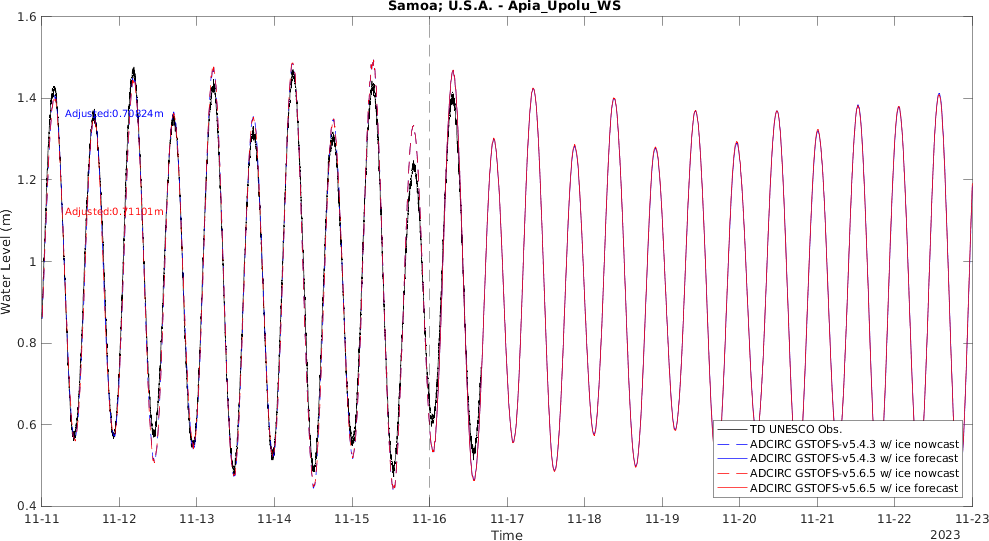 Samoa; U.S.A. - Apia_Upolu_WS
1.6
1.4
1.2
1
0.8
0.6
0.4
Water Level (m)
Adjusted:0.70824m
Adjusted:0.71101m
TD UNESCO Obs.
ADCIRC GSTOFS-v5.4.3 w/ ice nowcast
ADCIRC GSTOFS-v5.4.3 w/ ice forecast
ADCIRC GSTOFS-v5.6.5 w/ ice nowcast
ADCIRC GSTOFS-v5.6.5 w/ ice forecast
11-11 11-12 11-13 11-14 11-15 11-16 11-17 11-18 11-19 11-20 11-21 11-22 11-23
Time
2023